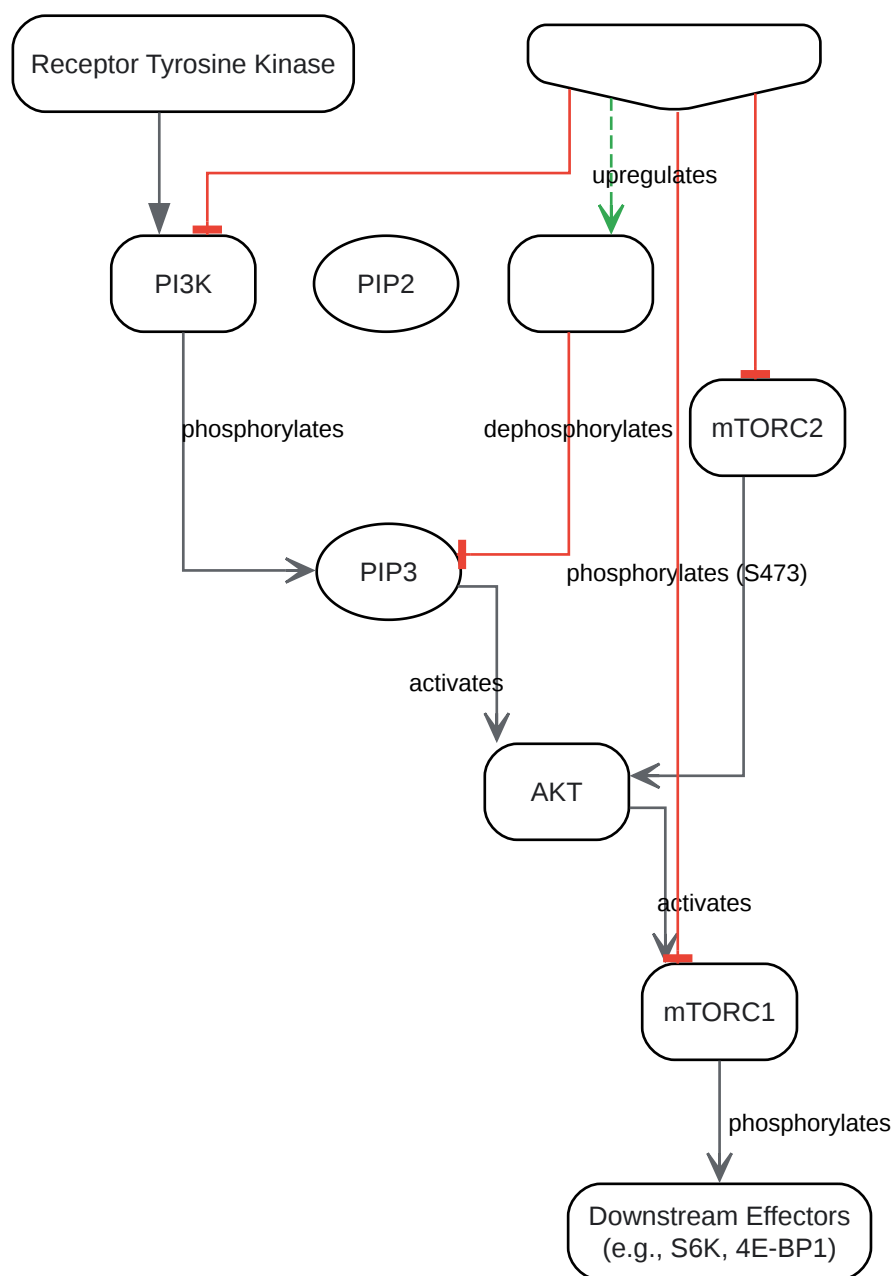 Receptor Tyrosine Kinase
upregulates
PI3K
PIP2
phosphorylates
dephosphorylates
mTORC2
PIP3
phosphorylates (S473)
activates
AKT
activates
mTORC1
phosphorylates
Downstream Effectors
(e.g., S6K, 4E-BP1)